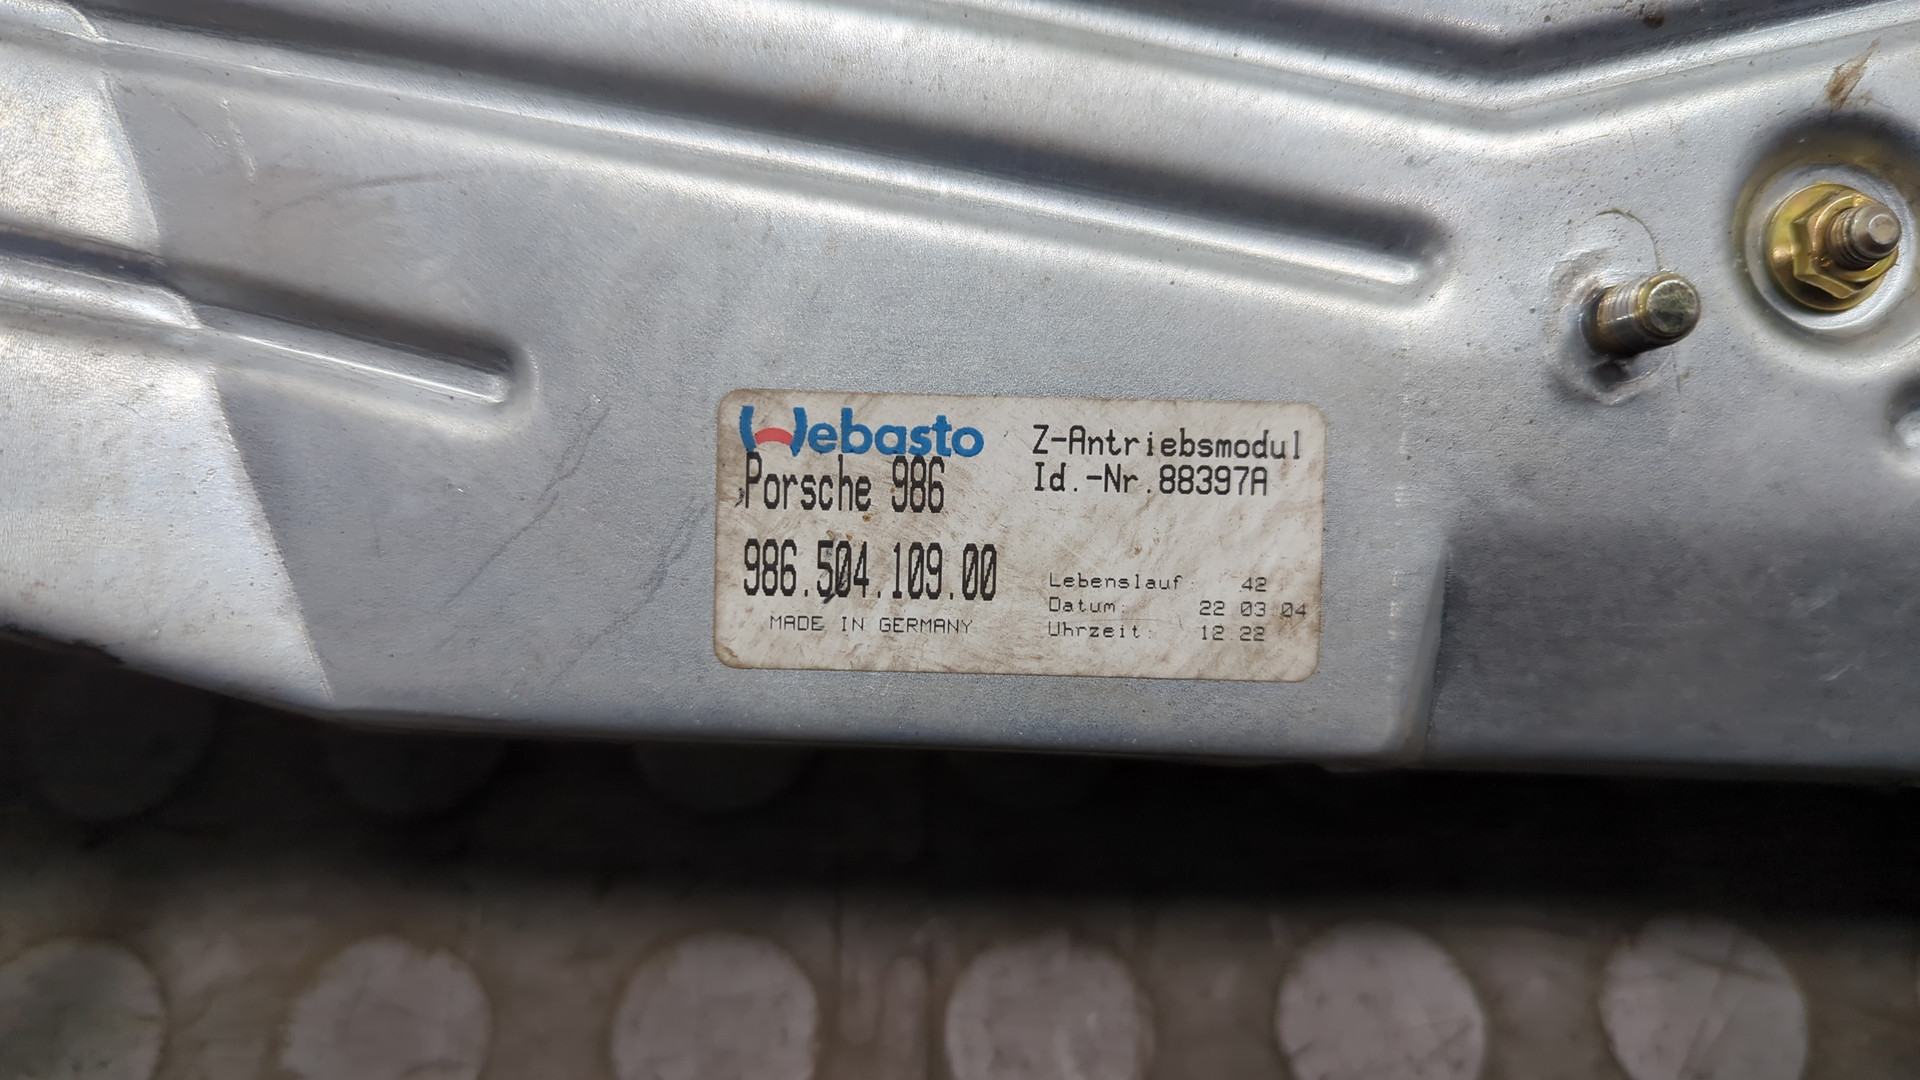 Webasto
Porsche 986
986.504.109.00
MADE IN GERMANY
Z-Antriebsmodul
Id.-Nr.88397A
Lebenslauf: 42
Datum: 22 03 04
Uhrzeit: 12 22